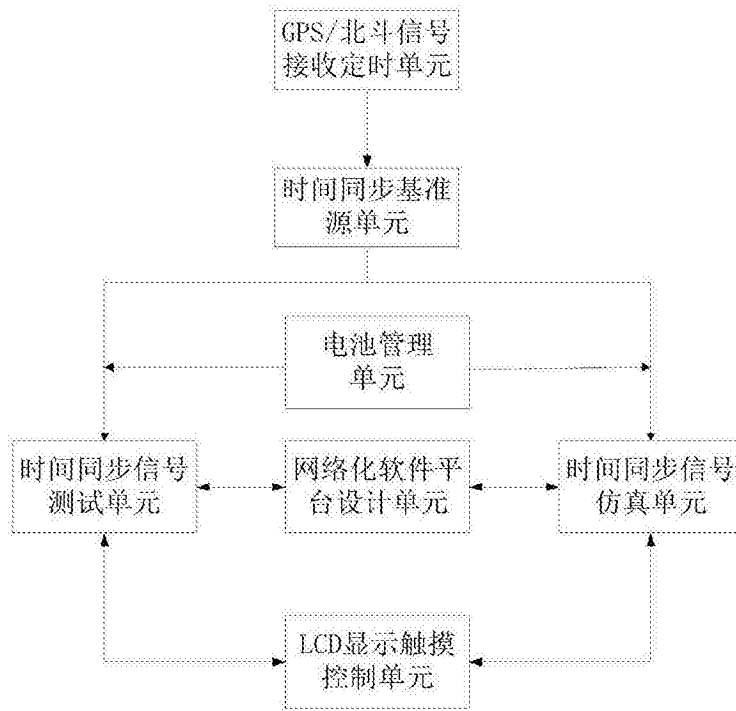 GPS/北斗信号
接收定时单元
时间同步基准
源单元
电池管理
单元
时间同步信号
测试单元
网络化软件平
台设计单元
时间同步信号
仿真单元
LCD显示触摸
控制单元